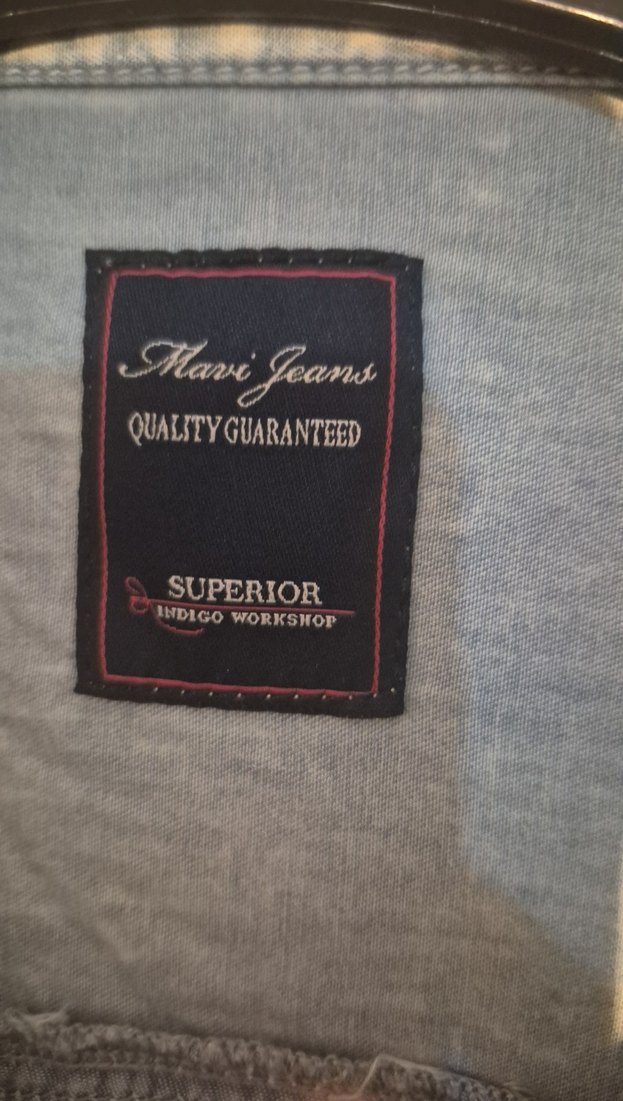 Mavi Jeans
QUALITY GUARANTEED
SUPERIOR
INDIGO WORKSHOP